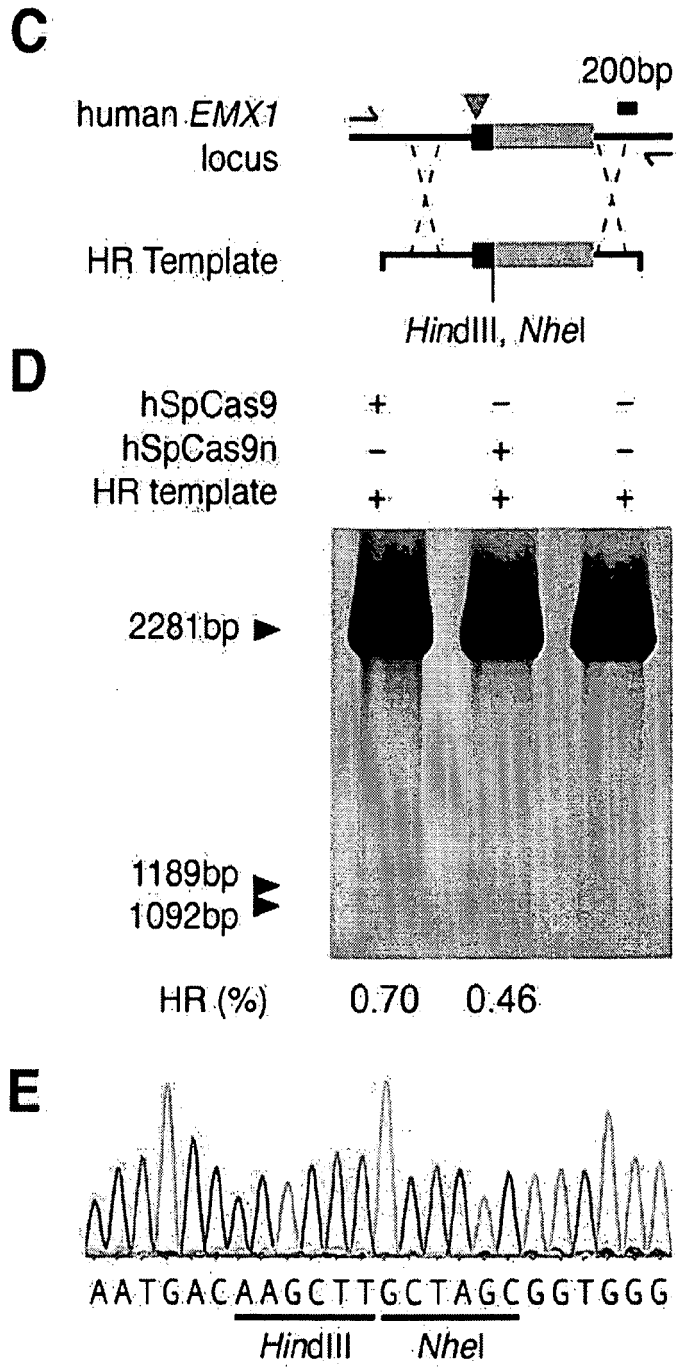 C
200bp
human EMX1
locus
HR Template
HindIII, NheI
D
hSpCas9 + − −
hSpCas9n − + −
HR template + + +
2281bp
1189bp
1092bp
HR (%) 0.70 0.46
E
AATGACAAGCTTGCTAGCGGTGGG
HindIII NheI